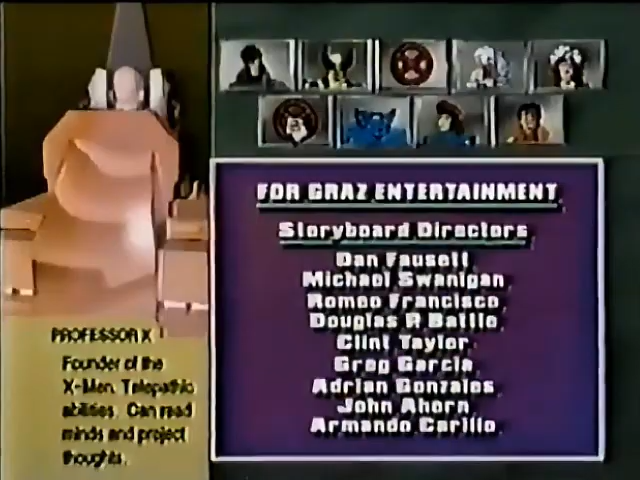 FOR GRAZ ENTERTAINMENT
Storyboard Directors
Dan Fausett
Michael Swanigan
Romeo Francisco
Douglas R Battle
Clint Taylor
Greg Garcia
Adrian Gonzales
John Ahern
Armando Carillo
PROFESSOR X
Founder of the
X-Men. Telepathic
abilities. Can read
minds and project
thoughts.